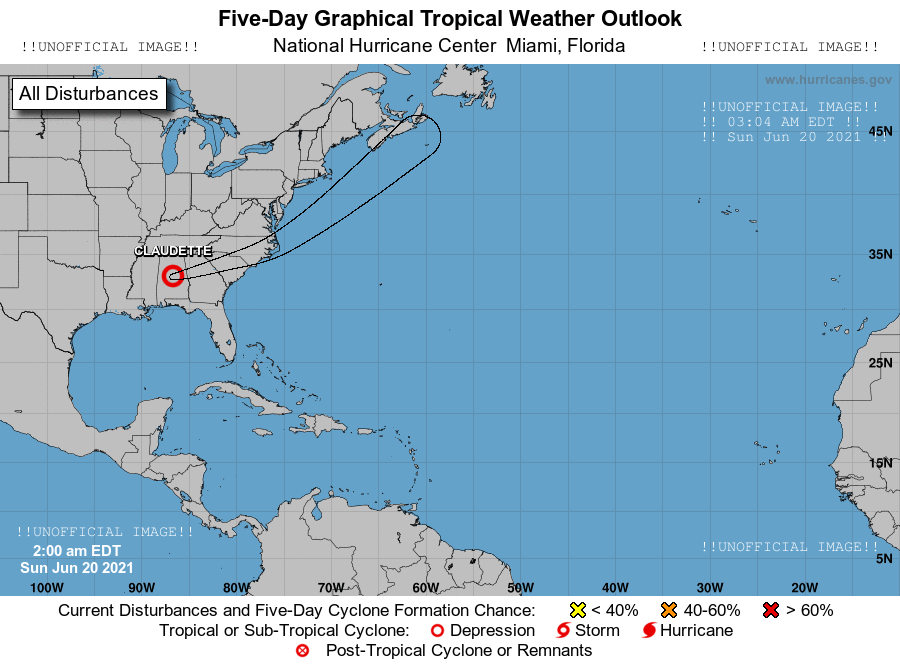 Five-Day Graphical Tropical Weather Outlook
!!UNOFFICIAL IMAGE!! National Hurricane Center Miami, Florida !!UNOFFICIAL IMAGE!!
www.hurricanes.gov
All Disturbances
!!UNOFFICIAL IMAGE!!
!! 03:04 AM EDT !!
45N
!! Sun Jun 20 2021 !!
CLAUDETTE
35N
25N
15N
!!UNOFFICIAL IMAGE!!
!!UNOFFICIAL IMAGE!!
2:00 am EDT
5N
Sun Jun 20 2021
100W 90W 80W 70W 60W 50W 40W 30W 20W
Current Disturbances and Five-Day Cyclone Formation Chance: < 40% 40-60% > 60%
Tropical or Sub-Tropical Cyclone: Depression Storm Hurricane
Post-Tropical Cyclone or Remnants